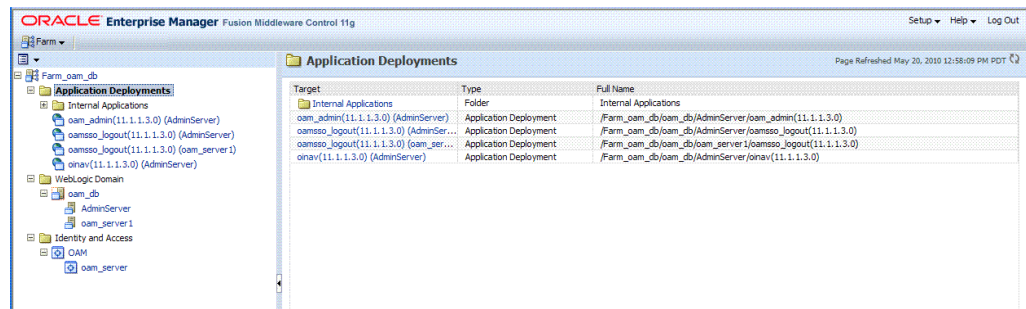 ORACLE Enterprise Manager Fusion Middleware Control 11g
Setup Help Log Out
Farm
Application Deployments
Page Refreshed May 20, 2010 12:58:09 PM PDT
Farm_oam_db
Application Deployments
Internal Applications
oam_admin(11.1.1.3.0) (AdminServer)
oamsso_logout(11.1.1.3.0) (AdminServer)
oamsso_logout(11.1.1.3.0) (oam_server1)
oinav(11.1.1.3.0) (AdminServer)
WebLogic Domain
oam_db
AdminServer
oam_server1
Identity and Access
OAM
oam_server
Target Type Full Name
Internal Applications Folder Internal Applications
oam_admin(11.1.1.3.0) (AdminServer) Application Deployment /Farm_oam_db/oam_db/AdminServer/oam_admin(11.1.1.3.0)
oamsso_logout(11.1.1.3.0) (AdminSer... Application Deployment /Farm_oam_db/oam_db/AdminServer/oamsso_logout(11.1.1.3.0)
oamsso_logout(11.1.1.3.0) (oam_ser... Application Deployment /Farm_oam_db/oam_db/oam_server1/oamsso_logout(11.1.1.3.0)
oinav(11.1.1.3.0) (AdminServer) Application Deployment /Farm_oam_db/oam_db/AdminServer/oinav(11.1.1.3.0)